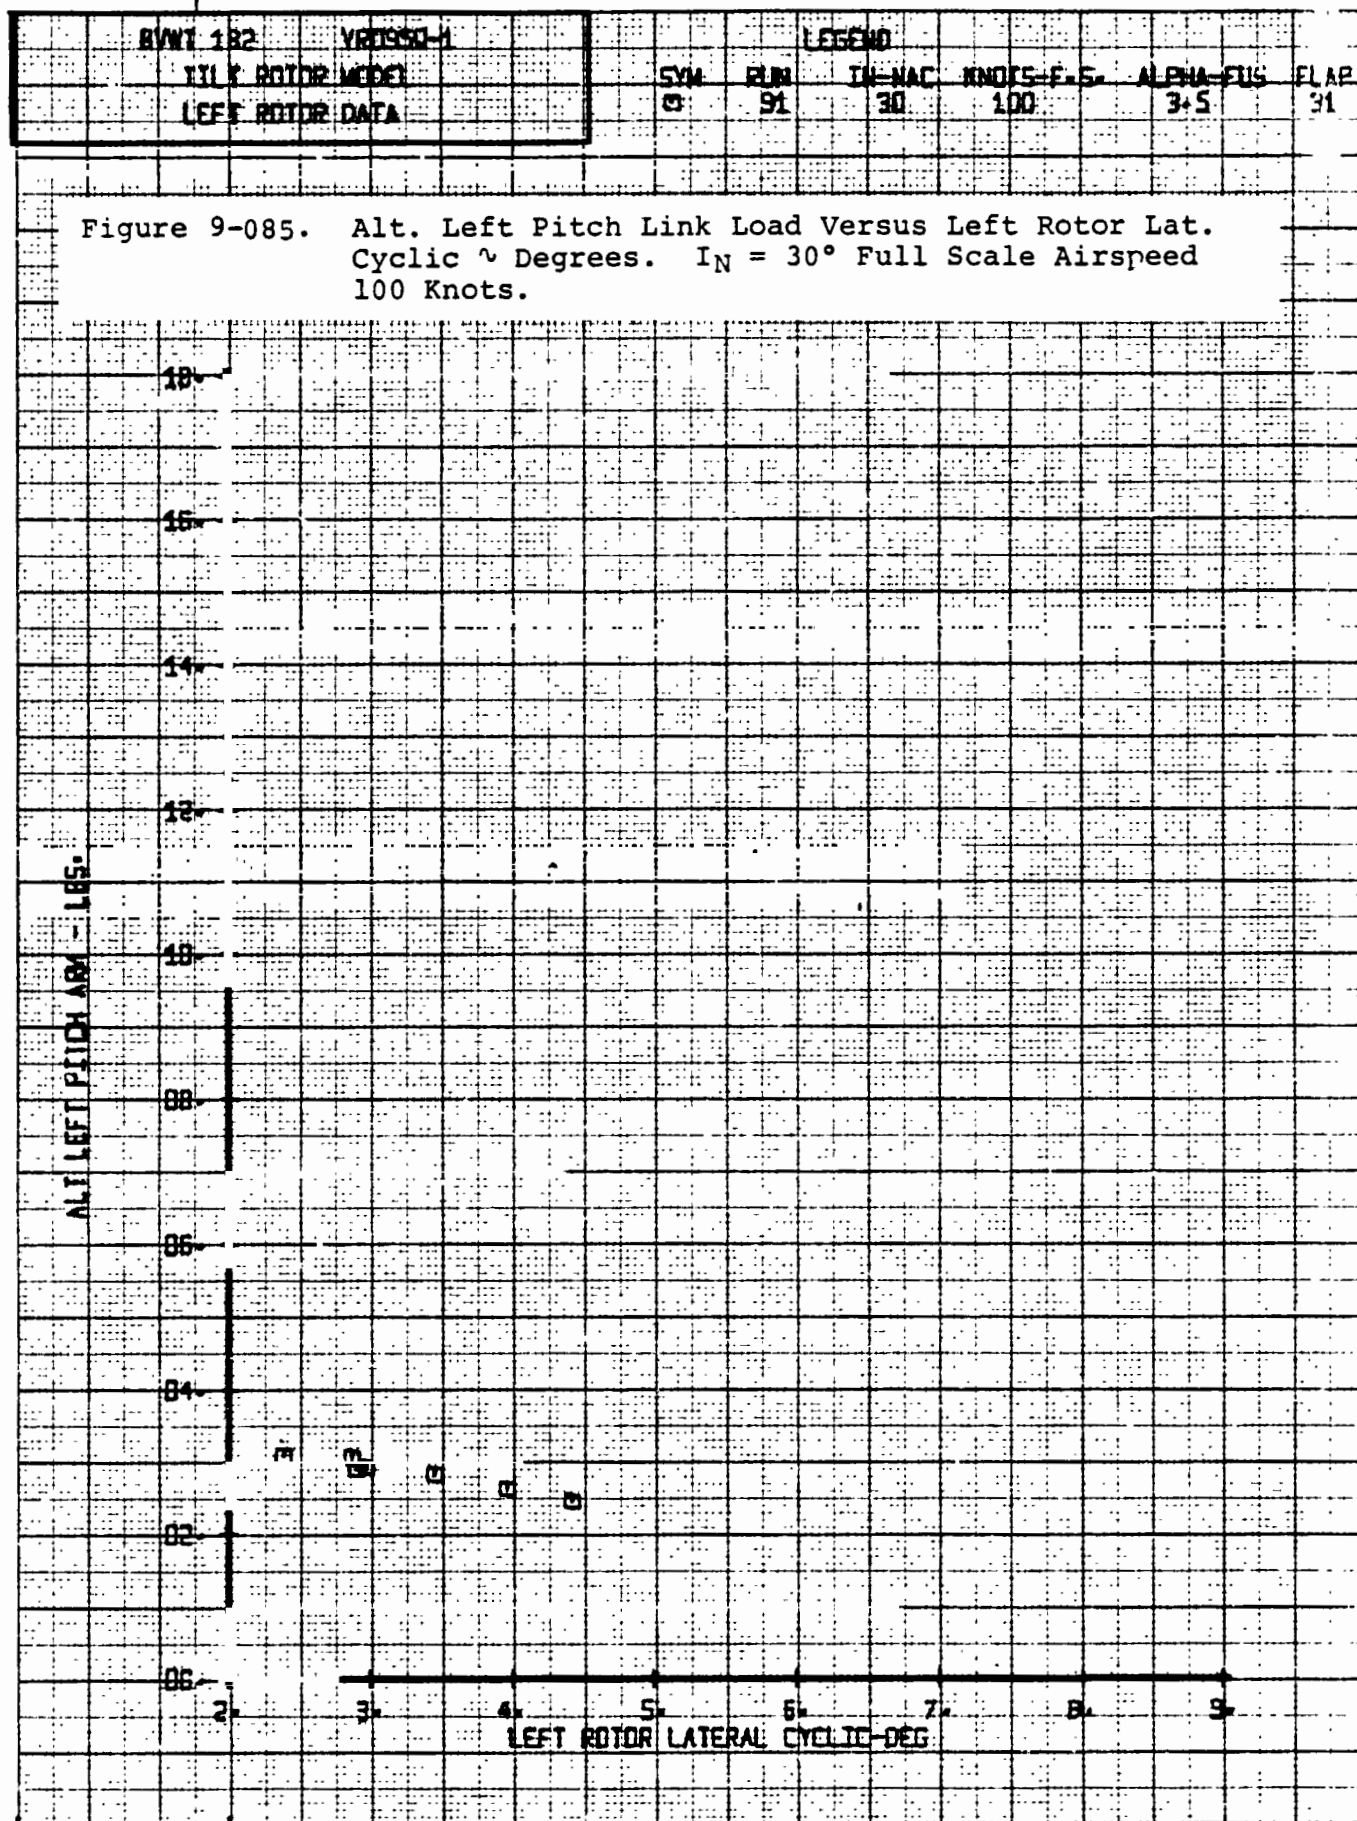 BVWT 182 VR095Q-1
TILT ROTOR MODEL
LEFT ROTOR DATA
LEGEND
SYM RUN IN-NAC KNOTS-F.S. ALPHA-FUS FLAP
91 30 100 3+5 31
Figure 9-085. Alt. Left Pitch Link Load Versus Left Rotor Lat.
Cyclic ~ Degrees. I_N = 30° Full Scale Airspeed
100 Knots.
18.
16.
14.
12.
10.
08.
06.
04.
02.
00.
ALT LEFT PITCH ARM - LBS.
2. 3. 4. 5. 6. 7. 8. 9.
LEFT ROTOR LATERAL CYCLIC-DEG